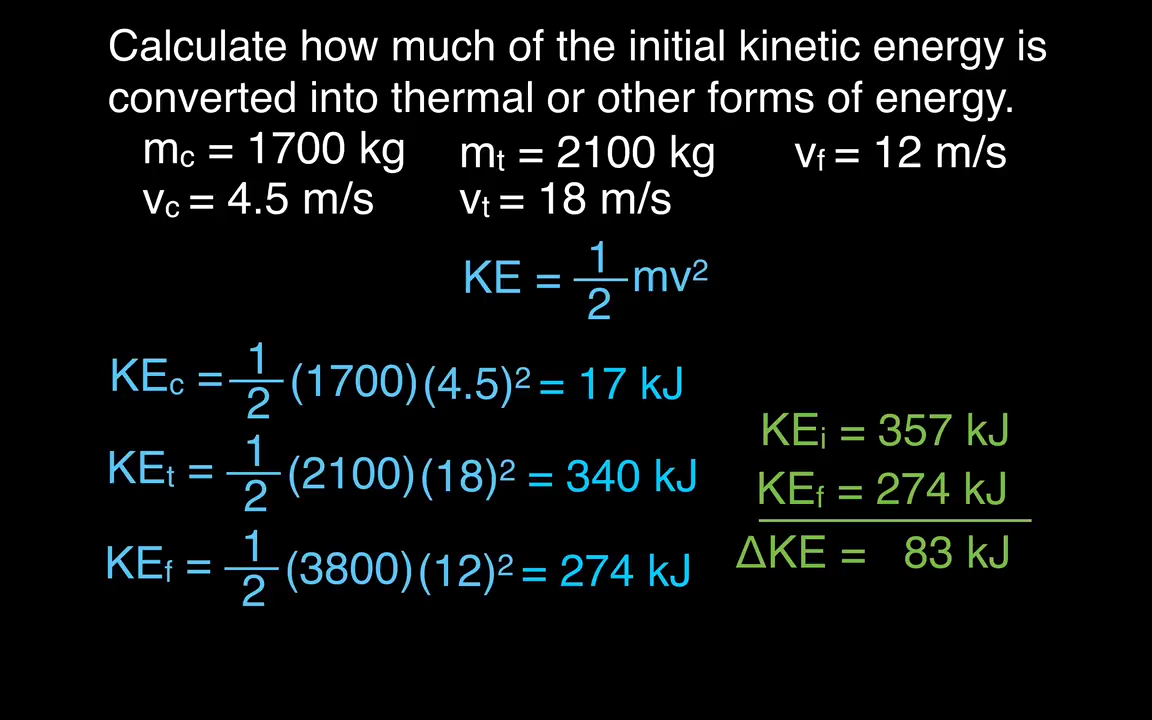 Calculate how much of the initial kinetic energy is
converted into thermal or other forms of energy.
mc = 1700 kg mt = 2100 kg vf = 12 m/s
vc = 4.5 m/s vt = 18 m/s
KE = 1/2 mv²
KEc = 1/2 (1700)(4.5)² = 17 kJ
KEi = 357 kJ
KEt = 1/2 (2100)(18)² = 340 kJ
KEf = 274 kJ
ΔKE = 83 kJ
KEf = 1/2 (3800)(12)² = 274 kJ